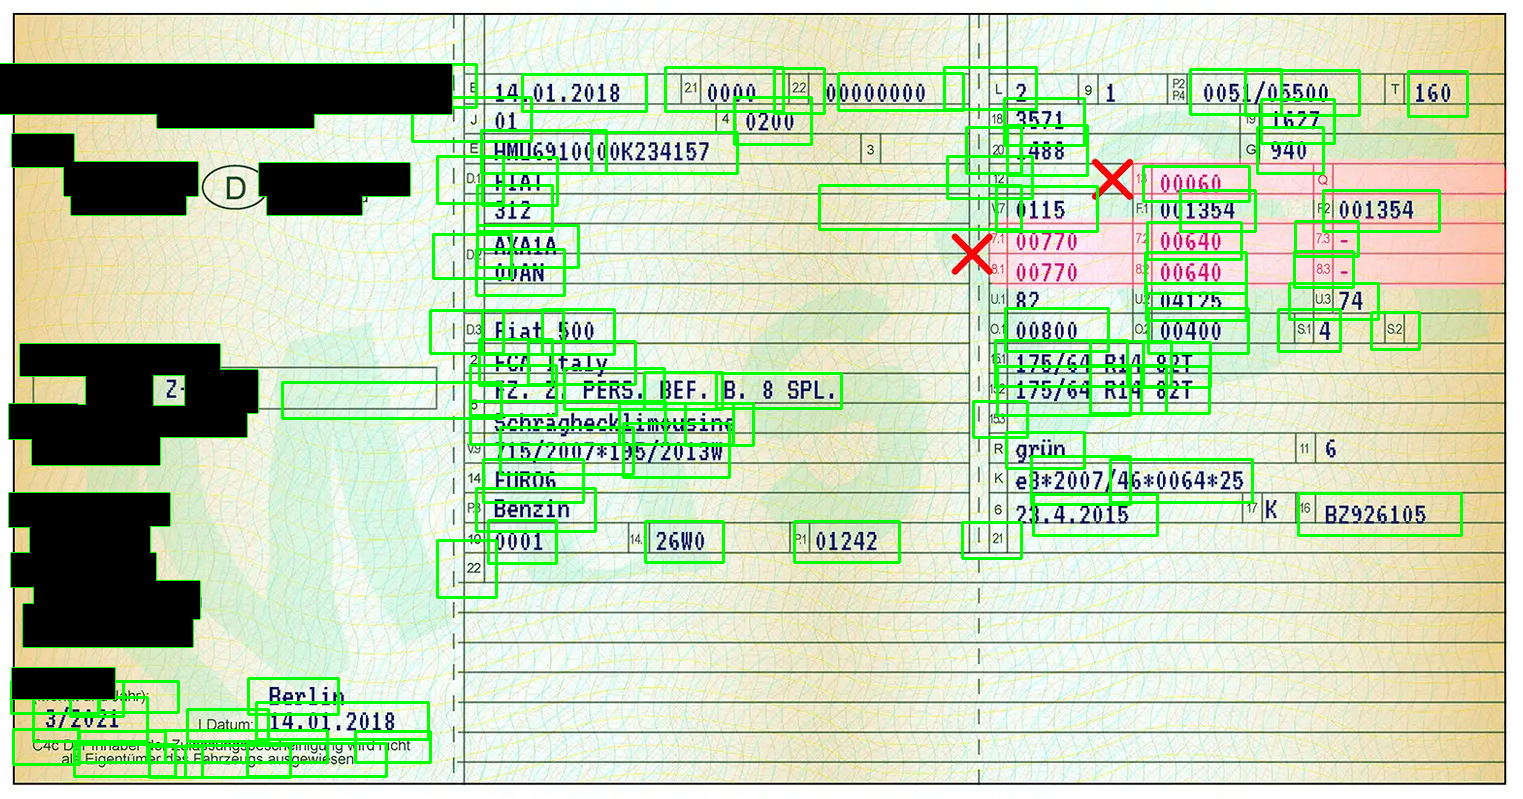 D
Z
Berlin
3/2021
I Datum: 14.01.2018
C4c Der Inhaber der Zulassungsbescheinigung wird nicht
als Eigentümer des Fahrzeugs ausgewiesen.
B 14.01.2018 2.1 0000 2.2 00000000
J 01 4 0200
E 3
D.1 FIAT
312
D.2 AXA1A
00AN
D.3 Fiat 500
2 FCA Italy
5 FZ. Z. PERS. BEF. B. 8 SPL.
Schräghecklimousine
V.9 715/2007*195/2013W
14 EURO6
P.3 Benzin
10 0001 14. 26W0 P.1 01242
22
L 2 9 1 P.2 P.4 0051/05500 T 160
18 3571 19 1627
20 1488 G 940
12 13 00060 Q
V.7 0115 F.1 001354 F.2 001354
7.1 00770 7.2 00640 7.3 -
8.1 00770 8.2 00640 8.3 -
U.1 82 U.2 04125 U.3 74
O.1 00800 O.2 00400 S.1 4 S.2
15.1 175/64 R14 82T
15.2 175/64 R14 82T
15.3
R grün 11 6
K e3*2007/46*0064*25
6 23.4.2015 17 K 16 BZ926105
21